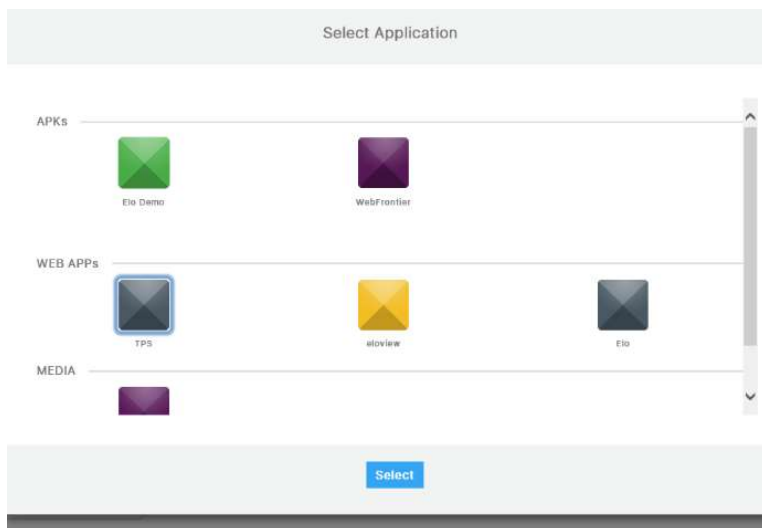 Select Application
APKs
Elo Demo
WebFrontier
WEB APPs
TPS
eloview
Elo
MEDIA
Select